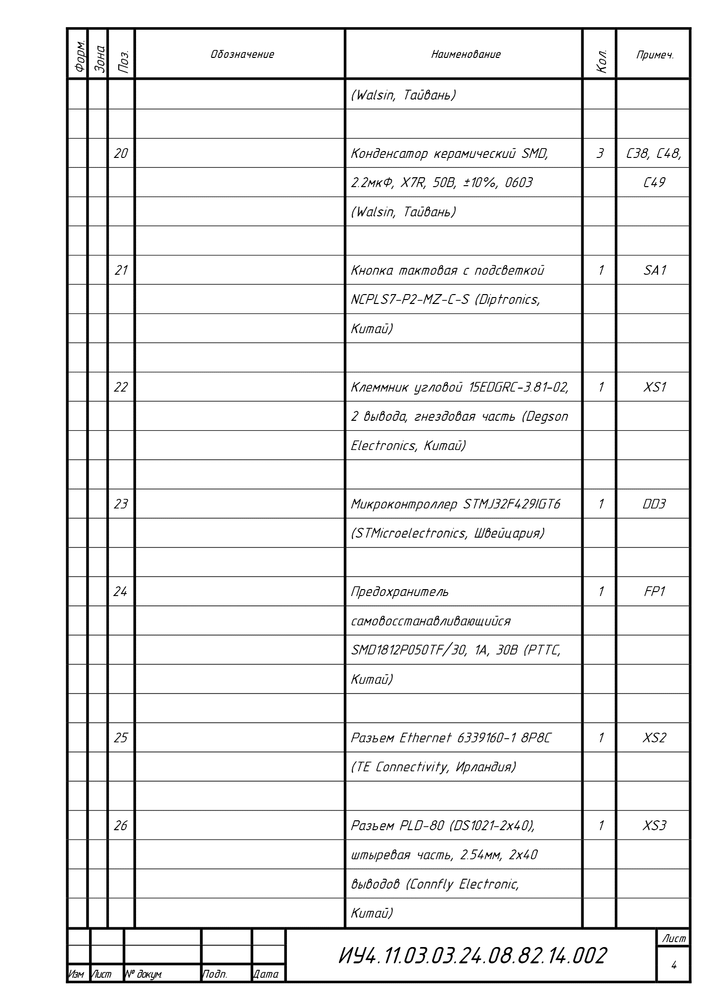 Форм. Зона Поз. Обозначение Наименование Кол. Примеч.
(Walsin, Тайвань)
20 Конденсатор керамический SMD, 3 C38, C48,
2.2мкФ, X7R, 50В, ±10%, 0603 C49
(Walsin, Тайвань)
21 Кнопка тактовая с подсветкой 1 SA1
NCPLS7-P2-MZ-C-S (Diptronics,
Китай)
22 Клеммник угловой 15EDGRC-3.81-02, 1 XS1
2 вывода, гнездовая часть (Degson
Electronics, Китай)
23 Микроконтроллер STMJ32F429IGT6 1 DD3
(STMicroelectronics, Швейцария)
24 Предохранитель 1 FP1
самовосстанавливающийся
SMD1812P050TF/30, 1А, 30В (PTTC,
Китай)
25 Разьем Ethernet 6339160-1 8P8C 1 XS2
(TE Connectivity, Ирландия)
26 Разьем PLD-80 (DS1021-2x40), 1 XS3
штыревая часть, 2.54мм, 2x40
выводов (Connfly Electronic,
Китай)
ИУ4.11.03.03.24.08.82.14.002 Лист
4
Изм Лист № докум. Подп. Дата